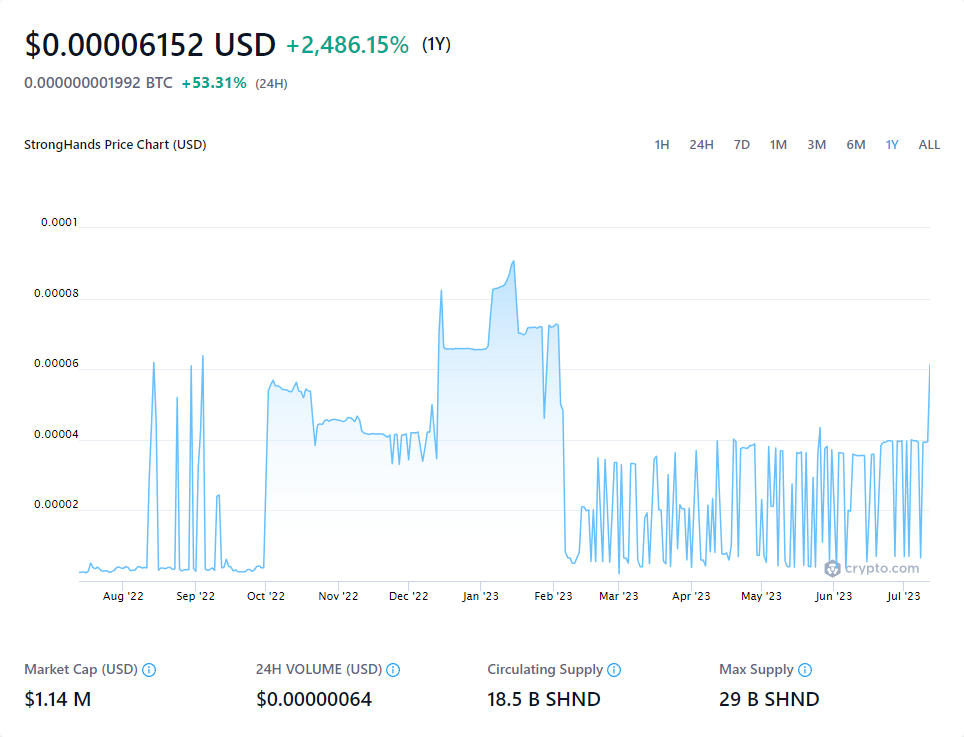 $0.00006152 USD +2,486.15% (1Y)
0.000000001992 BTC +53.31% (24H)
StrongHands Price Chart (USD) 1H 24H 7D 1M 3M 6M 1Y ALL
0.0001
0.00008
0.00006
0.00004
0.00002
crypto.com
Aug '22 Sep '22 Oct '22 Nov '22 Dec '22 Jan '23 Feb '23 Mar '23 Apr '23 May '23 Jun '23 Jul '23
Market Cap (USD) 24H VOLUME (USD) Circulating Supply Max Supply
$1.14 M $0.00000064 18.5 B SHND 29 B SHND